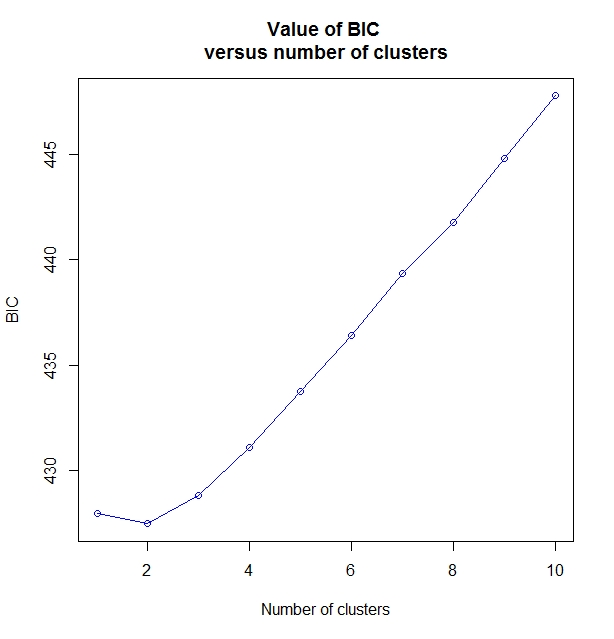 Value of BIC
versus number of clusters
445
440
435
430
BIC
2 4 6 8 10
Number of clusters